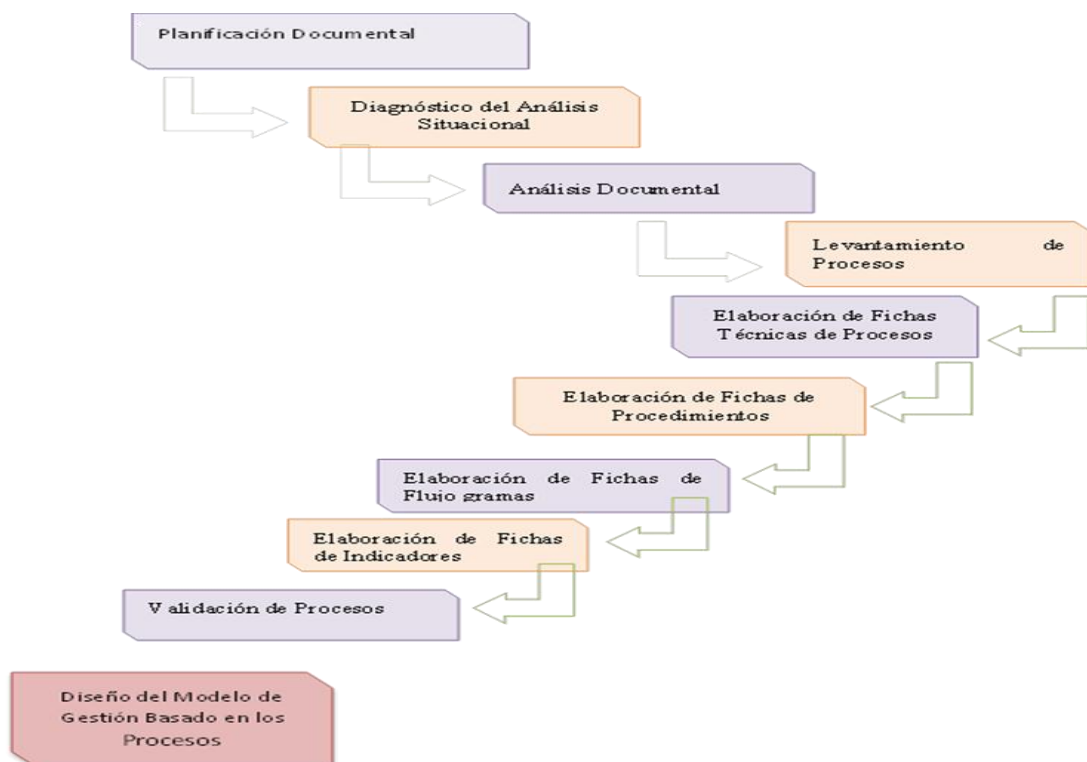 Planificación Documental
Diagnóstico del Análisis
Situacional
Análisis Documental
Levantamiento de
Procesos
Elaboración de Fichas
Técnicas de Procesos
Elaboración de Fichas de
Procedimientos
Elaboración de Fichas de
Flujo gramas
Elaboración de Fichas
de Indicadores
Validación de Procesos
Diseño del Modelo de
Gestión Basado en los
Procesos